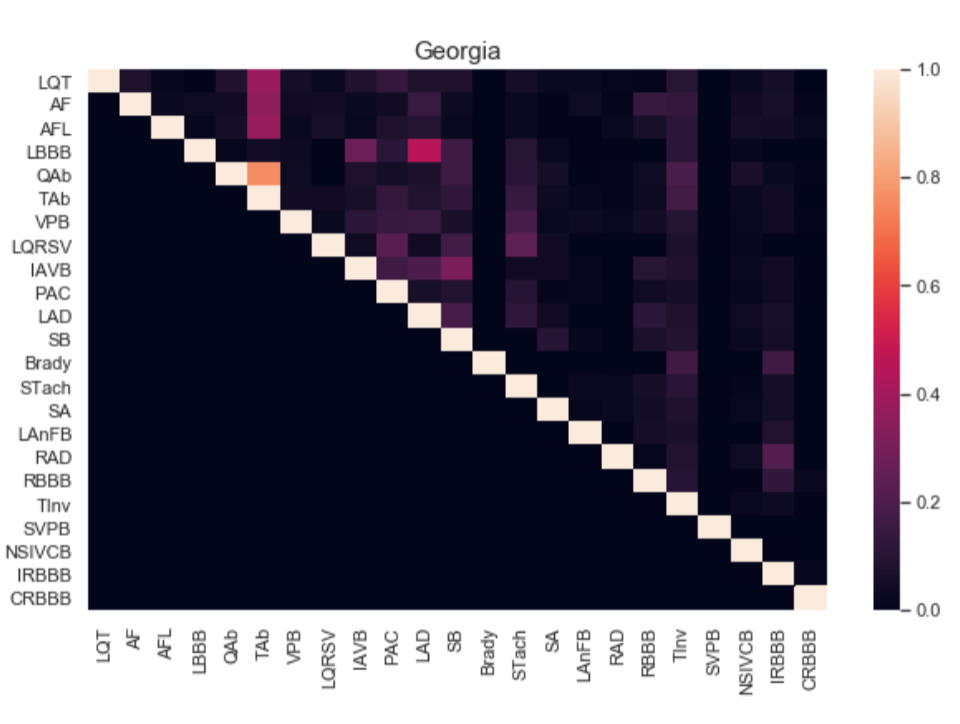 Georgia
LQT
AF
AFL
LBBB
QAb
TAb
VPB
LQRSV
IAVB
PAC
LAD
SB
Brady
STach
SA
LAnFB
RAD
RBBB
TInv
SVPB
NSIVCB
IRBBB
CRBBB
1.0
0.8
0.6
0.4
0.2
0.0
LQT
AF
AFL
LBBB
QAb
TAb
VPB
LQRSV
IAVB
PAC
LAD
SB
Brady
STach
SA
LAnFB
RAD
RBBB
TInv
SVPB
NSIVCB
IRBBB
CRBBB